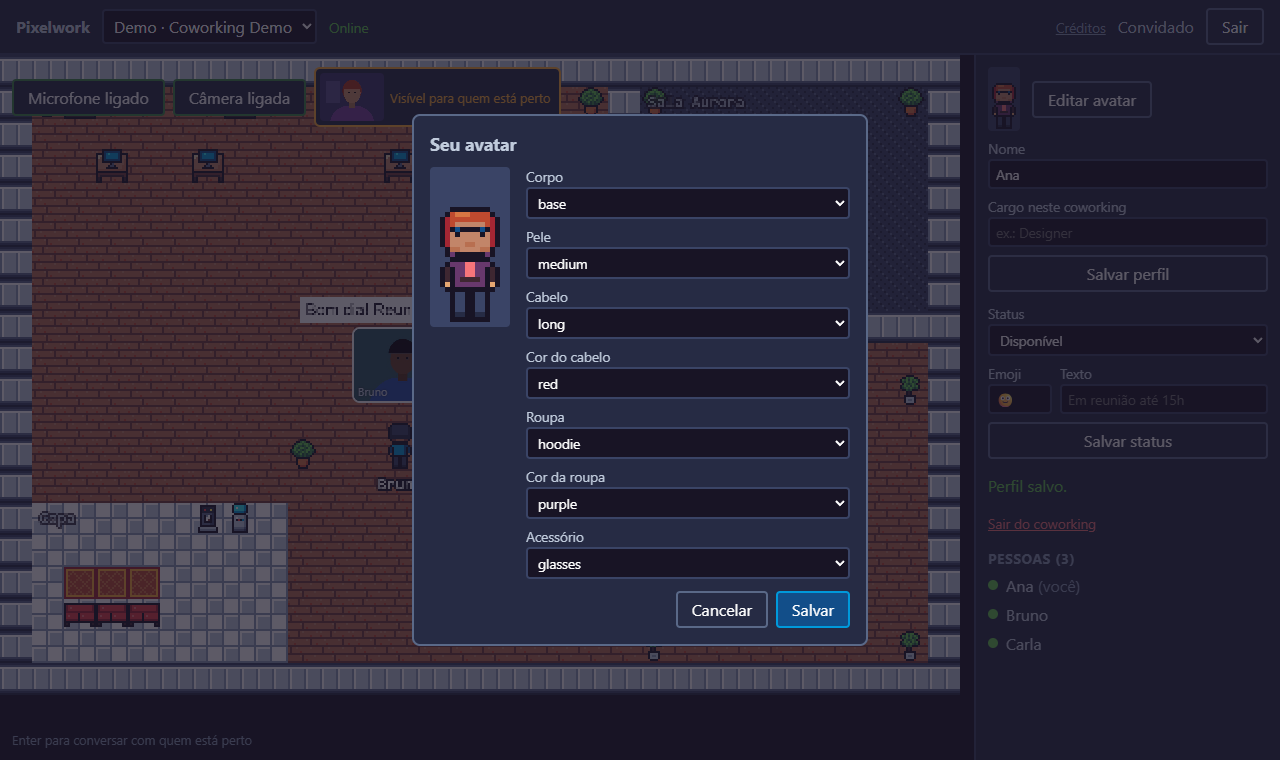 Pixelwork
Demo · Coworking Demo
Online
Créditos
Convidado
Sair
Microfone ligado
Câmera ligada
Visível para quem está perto
Sala Aurora
Editar avatar
Nome
Ana
Cargo neste coworking
ex.: Designer
Salvar perfil
Status
Disponível
Emoji
Texto
Em reunião até 15h
Salvar status
Perfil salvo.
Sair do coworking
PESSOAS (3)
Ana (você)
Bruno
Carla
Seu avatar
Corpo
base
Pele
medium
Cabelo
long
Cor do cabelo
red
Roupa
hoodie
Cor da roupa
purple
Acessório
glasses
Cancelar
Salvar
Bom dia!
Bruno
Copa
Enter para conversar com quem está perto